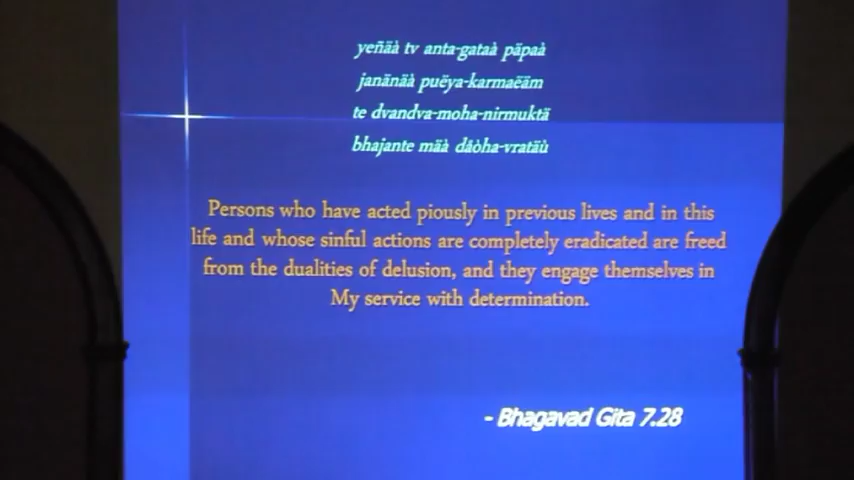 yeñäà tv anta-gataà päpaà
janänäà puëya-karmaëäm
te dvandva-moha-nirmuktä
bhajante mäà dåòha-vratäù
Persons who have acted piously in previous lives and in this
life and whose sinful actions are completely eradicated are freed
from the dualities of delusion, and they engage themselves in
My service with determination.
- Bhagavad Gita 7.28